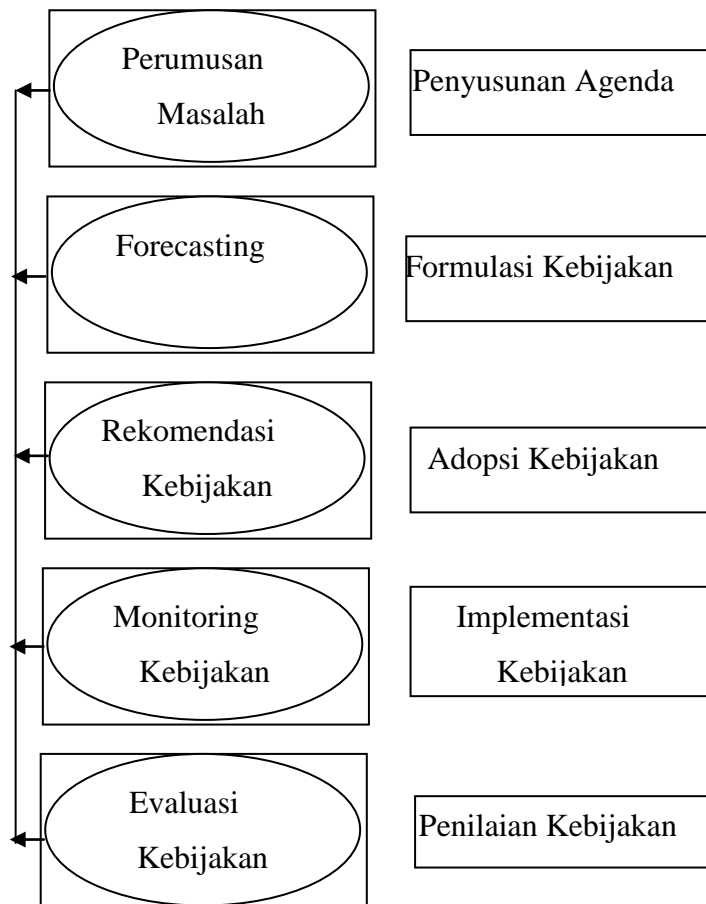 Perumusan
Masalah
Penyusunan Agenda
Forecasting
Formulasi Kebijakan
Rekomendasi
Kebijakan
Adopsi Kebijakan
Monitoring
Kebijakan
Implementasi
Kebijakan
Evaluasi
Kebijakan
Penilaian Kebijakan